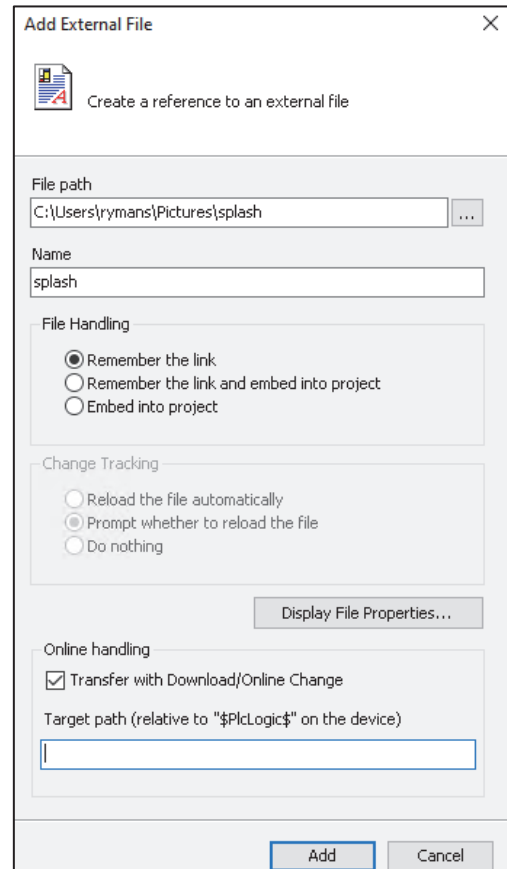 Add External File
Create a reference to an external file
File path
C:\Users\rymans\Pictures\splash
...
Name
splash
File Handling
Remember the link
Remember the link and embed into project
Embed into project
Change Tracking
Reload the file automatically
Prompt whether to reload the file
Do nothing
Display File Properties...
Online handling
Transfer with Download/Online Change
Target path (relative to "$PlcLogic$" on the device)
Add Cancel